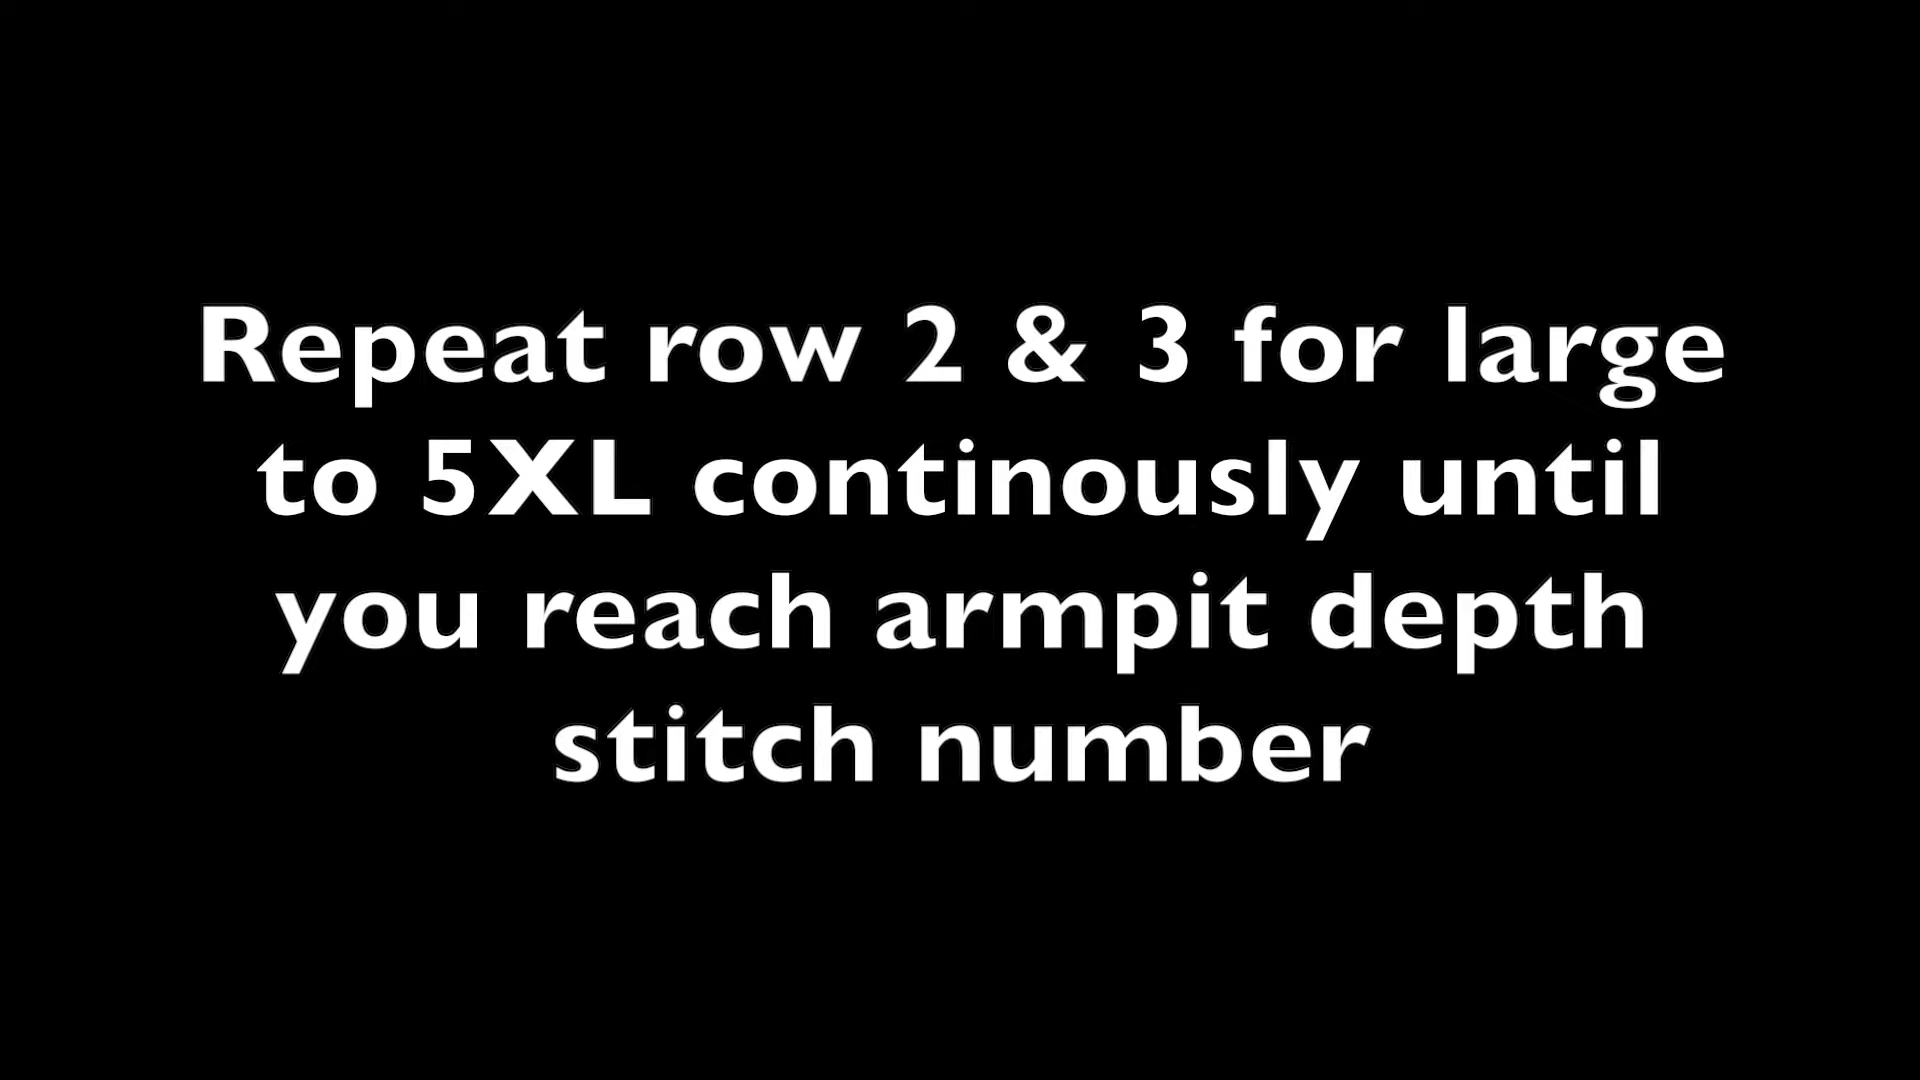 Repeat row 2 & 3 for large
to 5XL continously until
you reach armpit depth
stitch number